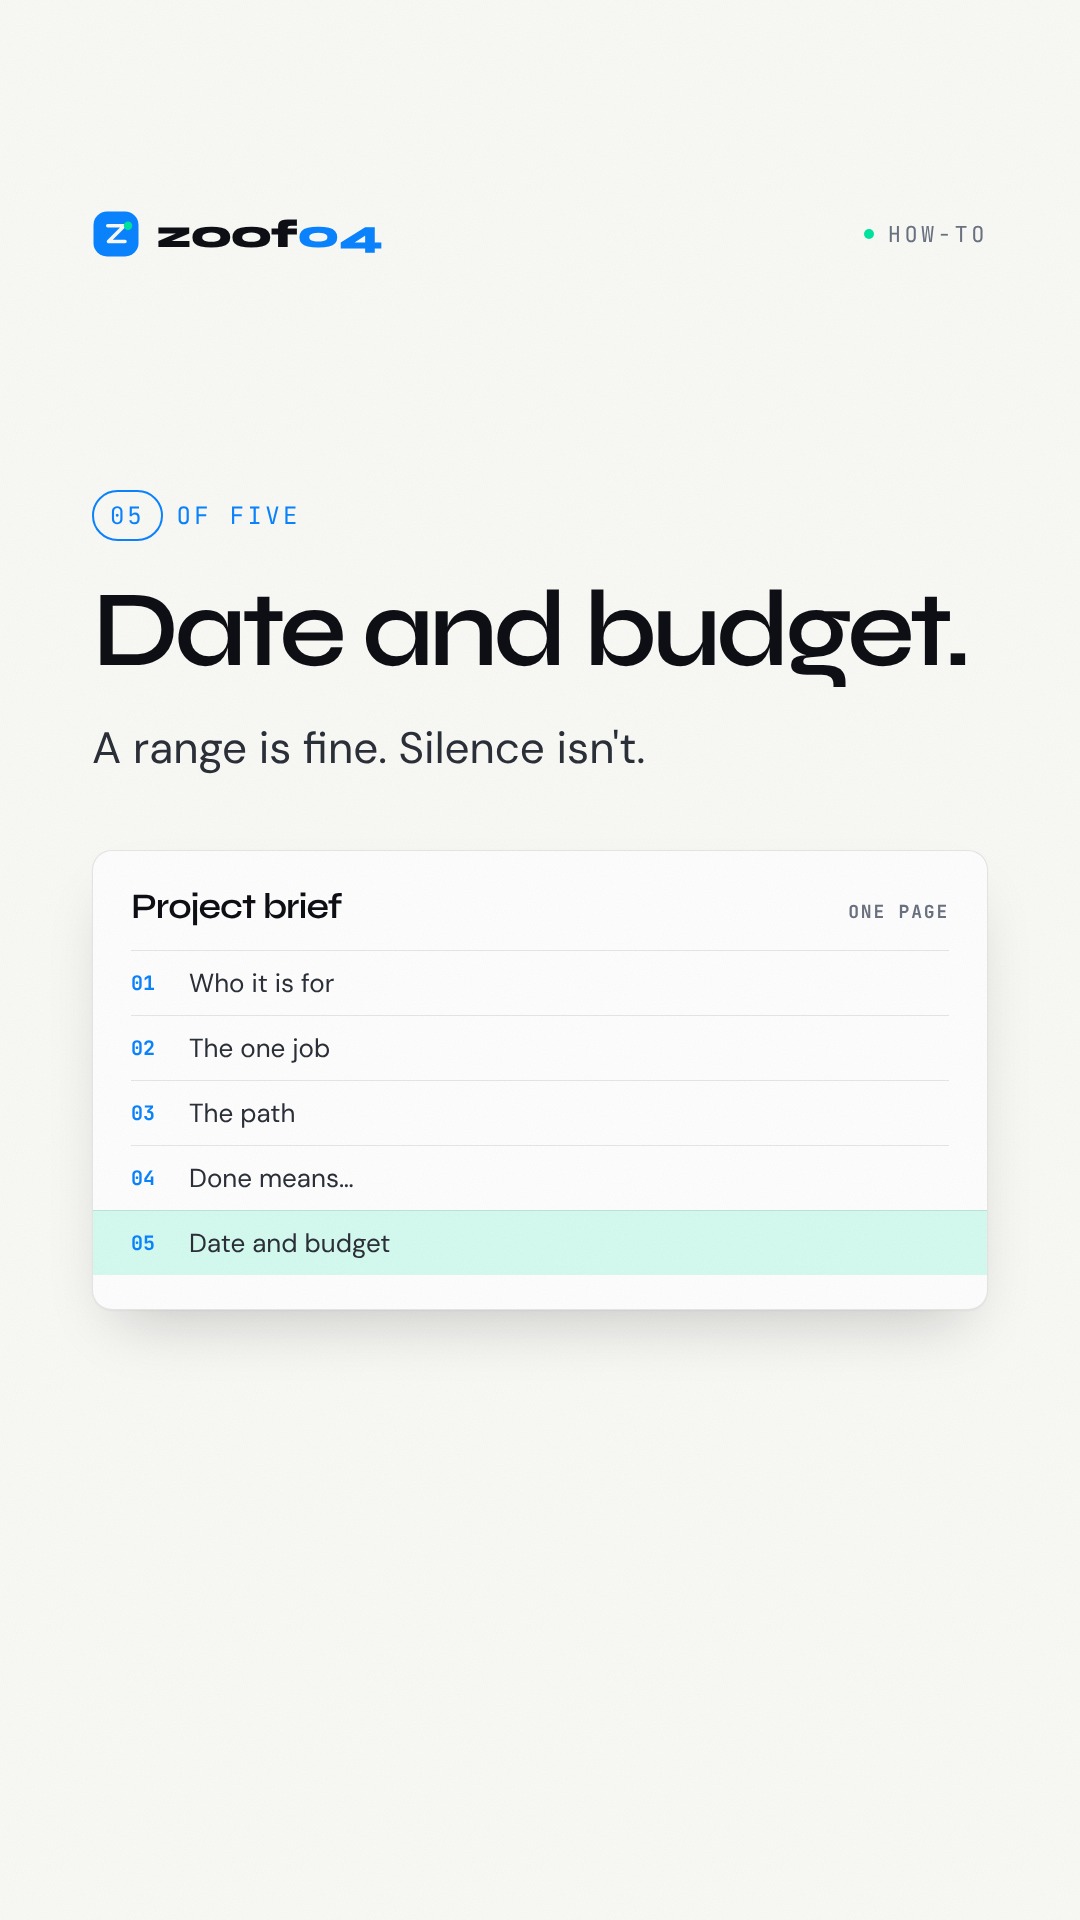 Z zoof04
HOW-TO
05 OF FIVE
Date and budget.
A range is fine. Silence isn't.
Project brief
ONE PAGE
01 Who it is for
02 The one job
03 The path
04 Done means…
05 Date and budget